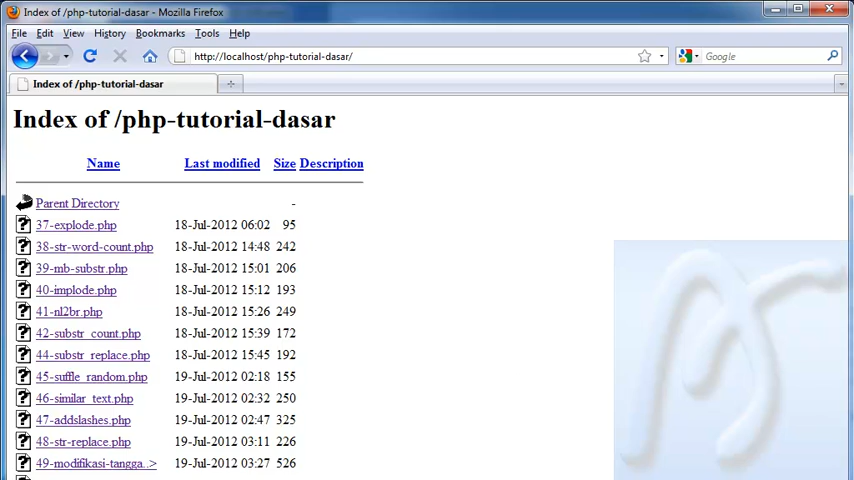 Index of /php-tutorial-dasar - Mozilla Firefox
File Edit View History Bookmarks Tools Help
http://localhost/php-tutorial-dasar/ Google
Index of /php-tutorial-dasar
Index of /php-tutorial-dasar
Name Last modified Size Description
Parent Directory -
37-explode.php 18-Jul-2012 06:02 95
38-str-word-count.php 18-Jul-2012 14:48 242
39-mb-substr.php 18-Jul-2012 15:01 206
40-implode.php 18-Jul-2012 15:12 193
41-nl2br.php 18-Jul-2012 15:26 249
42-substr_count.php 18-Jul-2012 15:39 172
44-substr_replace.php 18-Jul-2012 15:45 192
45-suffle_random.php 19-Jul-2012 02:18 155
46-similar_text.php 19-Jul-2012 02:32 250
47-addslashes.php 19-Jul-2012 02:47 325
48-str-replace.php 19-Jul-2012 03:11 226
49-modifikasi-tangga..> 19-Jul-2012 03:27 526